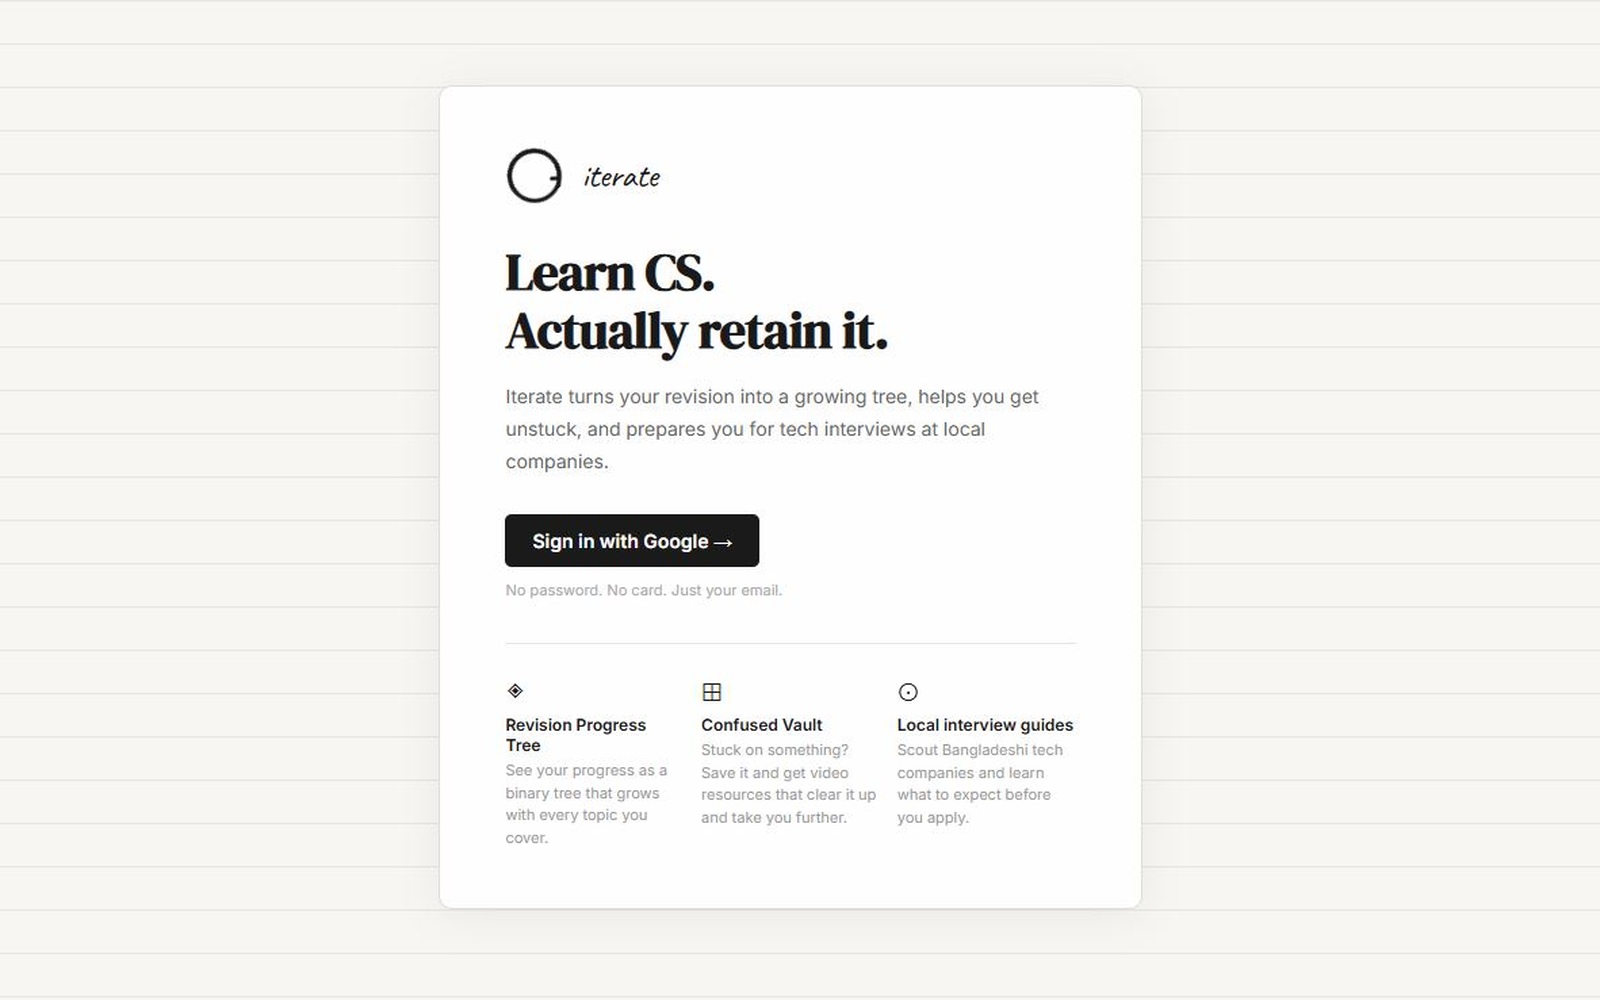 iterate
Learn CS.
Actually retain it.
Iterate turns your revision into a growing tree, helps you get
unstuck, and prepares you for tech interviews at local
companies.
Sign in with Google →
No password. No card. Just your email.
Revision Progress
Tree
See your progress as a
binary tree that grows
with every topic you
cover.
Confused Vault
Stuck on something?
Save it and get video
resources that clear it up
and take you further.
Local interview guides
Scout Bangladeshi tech
companies and learn
what to expect before
you apply.